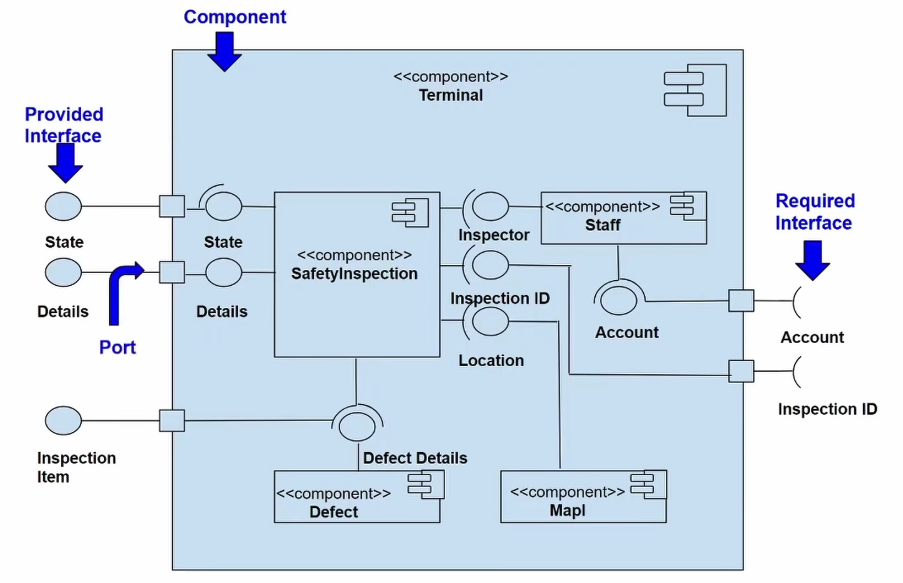 Component
<<component>>
Terminal
Provided
Interface
Required
Interface
State
State
Details
Details
Port
<<component>>
SafetyInspection
Inspector
<<component>>
Staff
Inspection ID
Location
Account
Account
Inspection ID
Inspection
Item
Defect Details
<<component>>
Defect
<<component>>
Mapl